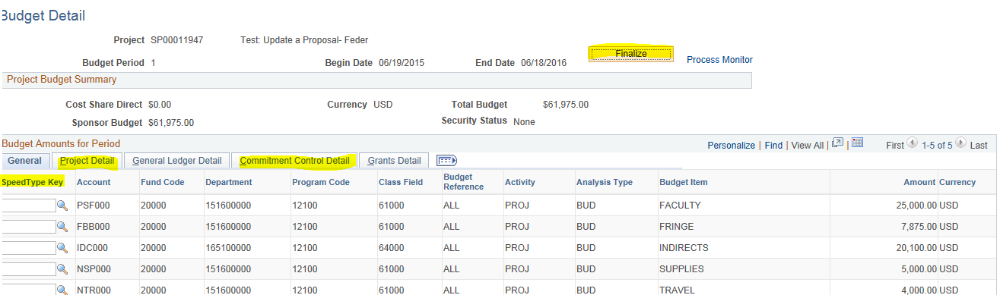 Budget Detail
Project SP00011947 Test: Update a Proposal- Feder
Finalize
Process Monitor
Budget Period 1 Begin Date 06/19/2015 End Date 06/18/2016
Project Budget Summary
Cost Share Direct $0.00 Currency USD Total Budget $61,975.00
Sponsor Budget $61,975.00 Security Status None
Budget Amounts for Period Personalize | Find | View All | | First 1-5 of 5 Last
General Project Detail General Ledger Detail Commitment Control Detail Grants Detail
SpeedType Key Account Fund Code Department Program Code Class Field Budget Reference Activity Analysis Type Budget Item Amount Currency
PSF000 20000 151600000 12100 61000 ALL PROJ BUD FACULTY 25,000.00 USD
FBB000 20000 151600000 12100 61000 ALL PROJ BUD FRINGE 7,875.00 USD
IDC000 20000 165100000 12100 64000 ALL PROJ BUD INDIRECTS 20,100.00 USD
NSP000 20000 151600000 12100 61000 ALL PROJ BUD SUPPLIES 5,000.00 USD
NTR000 20000 151600000 12100 61000 ALL PROJ BUD TRAVEL 4,000.00 USD